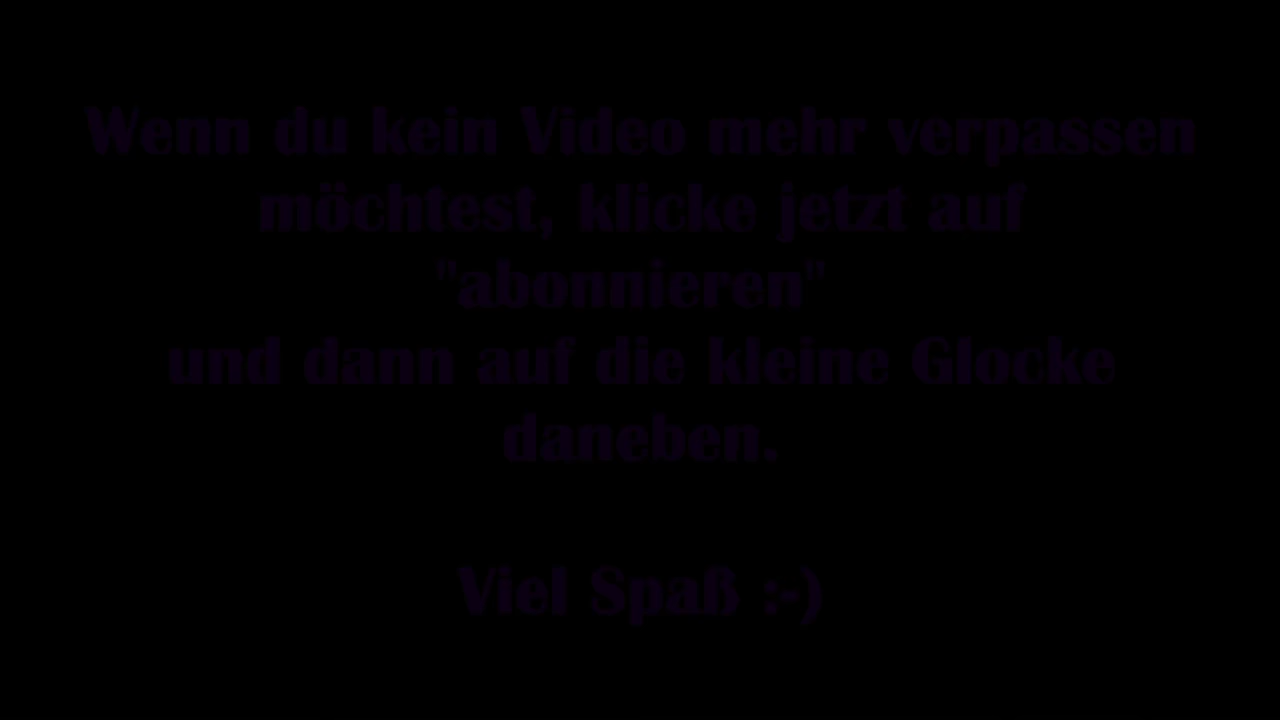 Wenn du kein Video mehr verpassen
möchtest, klicke jetzt auf
"abonnieren"
und dann auf die kleine Glocke
daneben.
Viel Spaß :-)